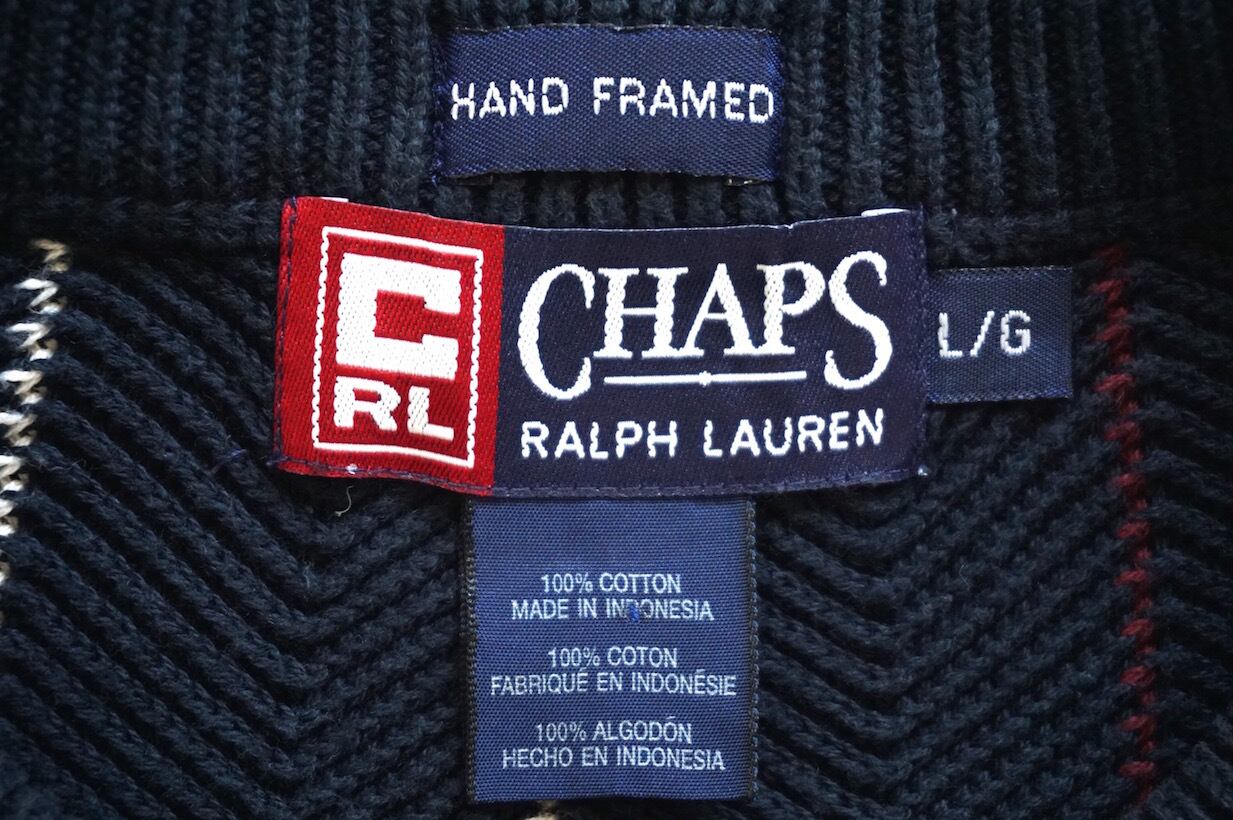 HAND FRAMED
C
RL
CHAPS
RALPH LAUREN
L/G
100% COTTON
MADE IN INDONESIA
100% COTON
FABRIQUÉ EN INDONÉSIE
100% ALGODÓN
HECHO EN INDONESIA